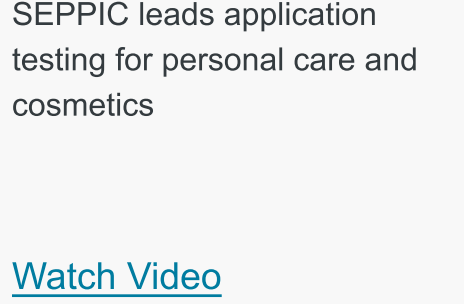 SEPPIC leads application
testing for personal care and
cosmetics
Watch Video